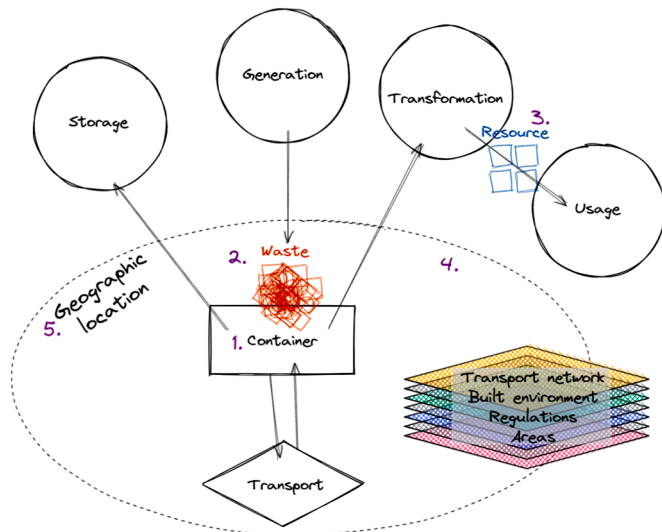 Generation
Transformation
Storage
3.
Resource
Usage
2. Waste
4.
Geographic
location
5.
1. Container
Transport network
Built environment
Regulations
Areas
Transport